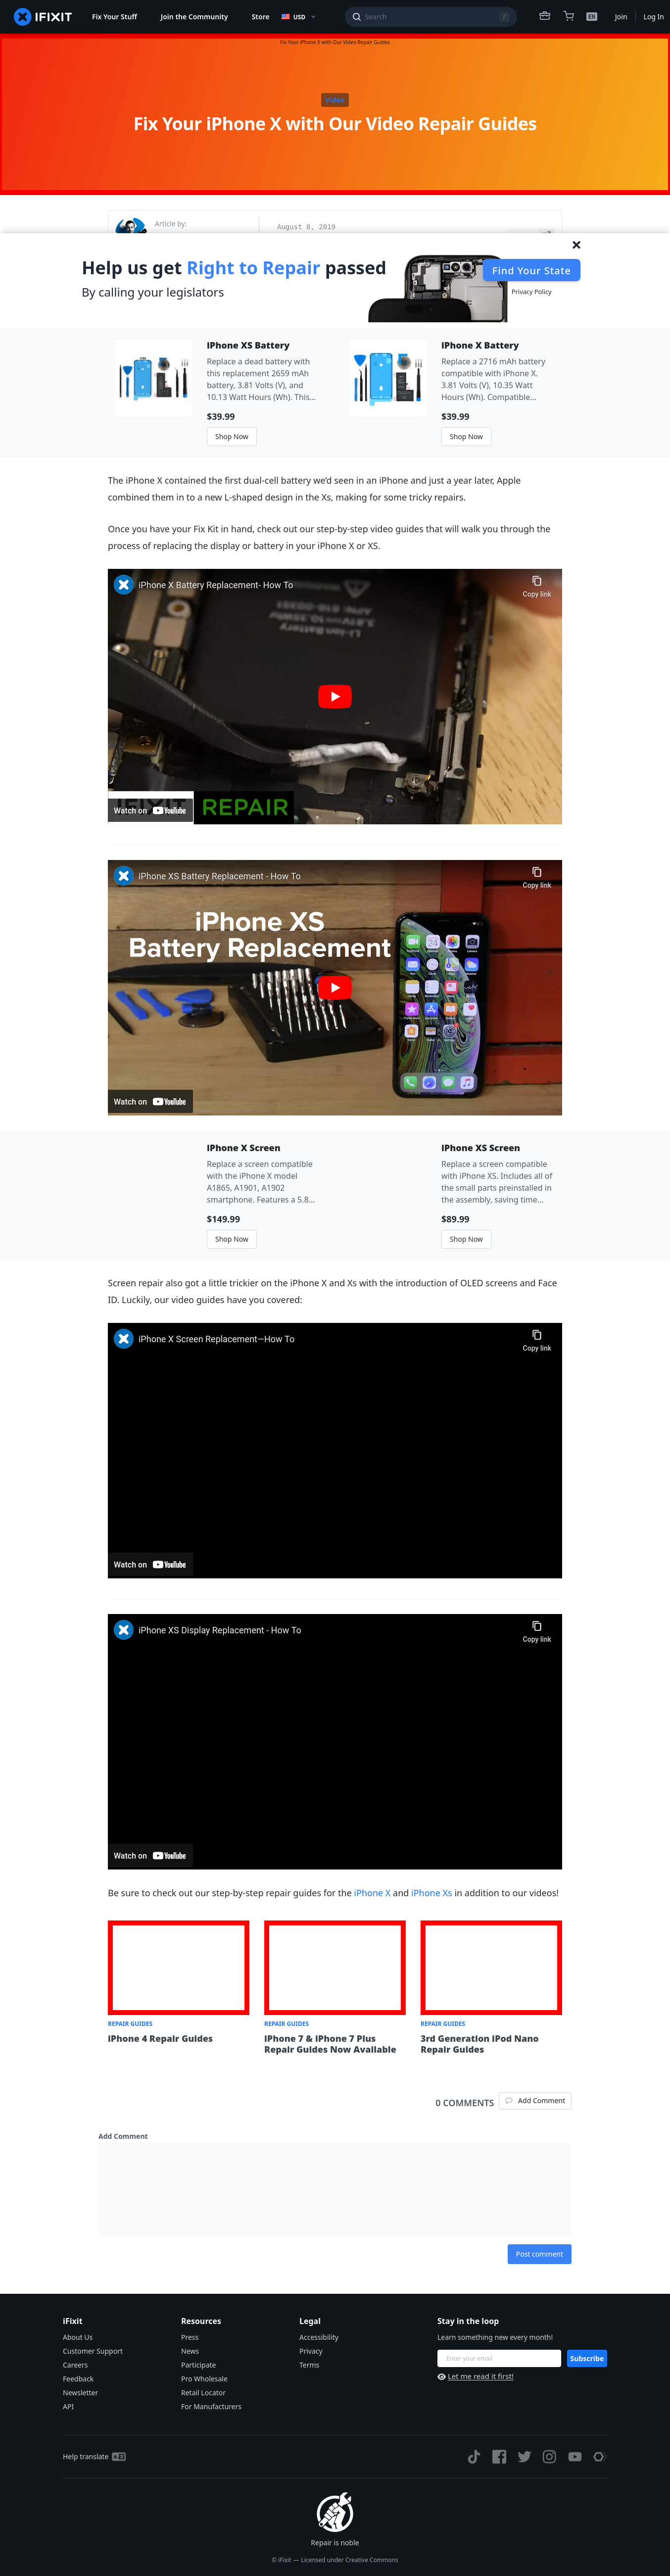 IFIXIT
Fix Your Stuff
Join the Community
Store
USD
Search
/
EN
Join
Log In
Fix Your iPhone X with Our Video Repair Guides
Video
Fix Your iPhone X with Our Video Repair Guides
Article by:
August 8, 2019
Help us get Right to Repair passed
By calling your legislators
Find Your State
Privacy Policy
iPhone XS Battery
Replace a dead battery with
this replacement 2659 mAh
battery, 3.81 Volts (V), and
10.13 Watt Hours (Wh). This...
$39.99
Shop Now
iPhone X Battery
Replace a 2716 mAh battery
compatible with iPhone X.
3.81 Volts (V), 10.35 Watt
Hours (Wh). Compatible...
$39.99
Shop Now
The iPhone X contained the first dual-cell battery we’d seen in an iPhone and just a year later, Apple
combined them in to a new L-shaped design in the Xs, making for some tricky repairs.
Once you have your Fix Kit in hand, check out our step-by-step video guides that will walk you through the
process of replacing the display or battery in your iPhone X or XS.
iPhone X Battery Replacement- How To
Copy link
REPAIR
Watch on YouTube
iPhone XS Battery Replacement - How To
Copy link
iPhone XS
Battery Replacement
Watch on YouTube
iPhone X Screen
Replace a screen compatible
with the iPhone X model
A1865, A1901, A1902
smartphone. Features a 5.8...
$149.99
Shop Now
iPhone XS Screen
Replace a screen compatible
with iPhone XS. Includes all of
the small parts preinstalled in
the assembly, saving time...
$89.99
Shop Now
Screen repair also got a little trickier on the iPhone X and Xs with the introduction of OLED screens and Face
ID. Luckily, our video guides have you covered:
iPhone X Screen Replacement—How To
Copy link
Watch on YouTube
iPhone XS Display Replacement - How To
Copy link
Watch on YouTube
Be sure to check out our step-by-step repair guides for the iPhone X and iPhone Xs in addition to our videos!
REPAIR GUIDES
iPhone 4 Repair Guides
REPAIR GUIDES
iPhone 7 & iPhone 7 Plus
Repair Guides Now Available
REPAIR GUIDES
3rd Generation iPod Nano
Repair Guides
0 COMMENTS
Add Comment
Add Comment
Post comment
iFixit
About Us
Customer Support
Careers
Feedback
Newsletter
API
Resources
Press
News
Participate
Pro Wholesale
Retail Locator
For Manufacturers
Legal
Accessibility
Privacy
Terms
Stay in the loop
Learn something new every month!
Enter your email
Subscribe
Let me read it first!
Help translate
Repair is noble
© iFixit — Licensed under Creative Commons